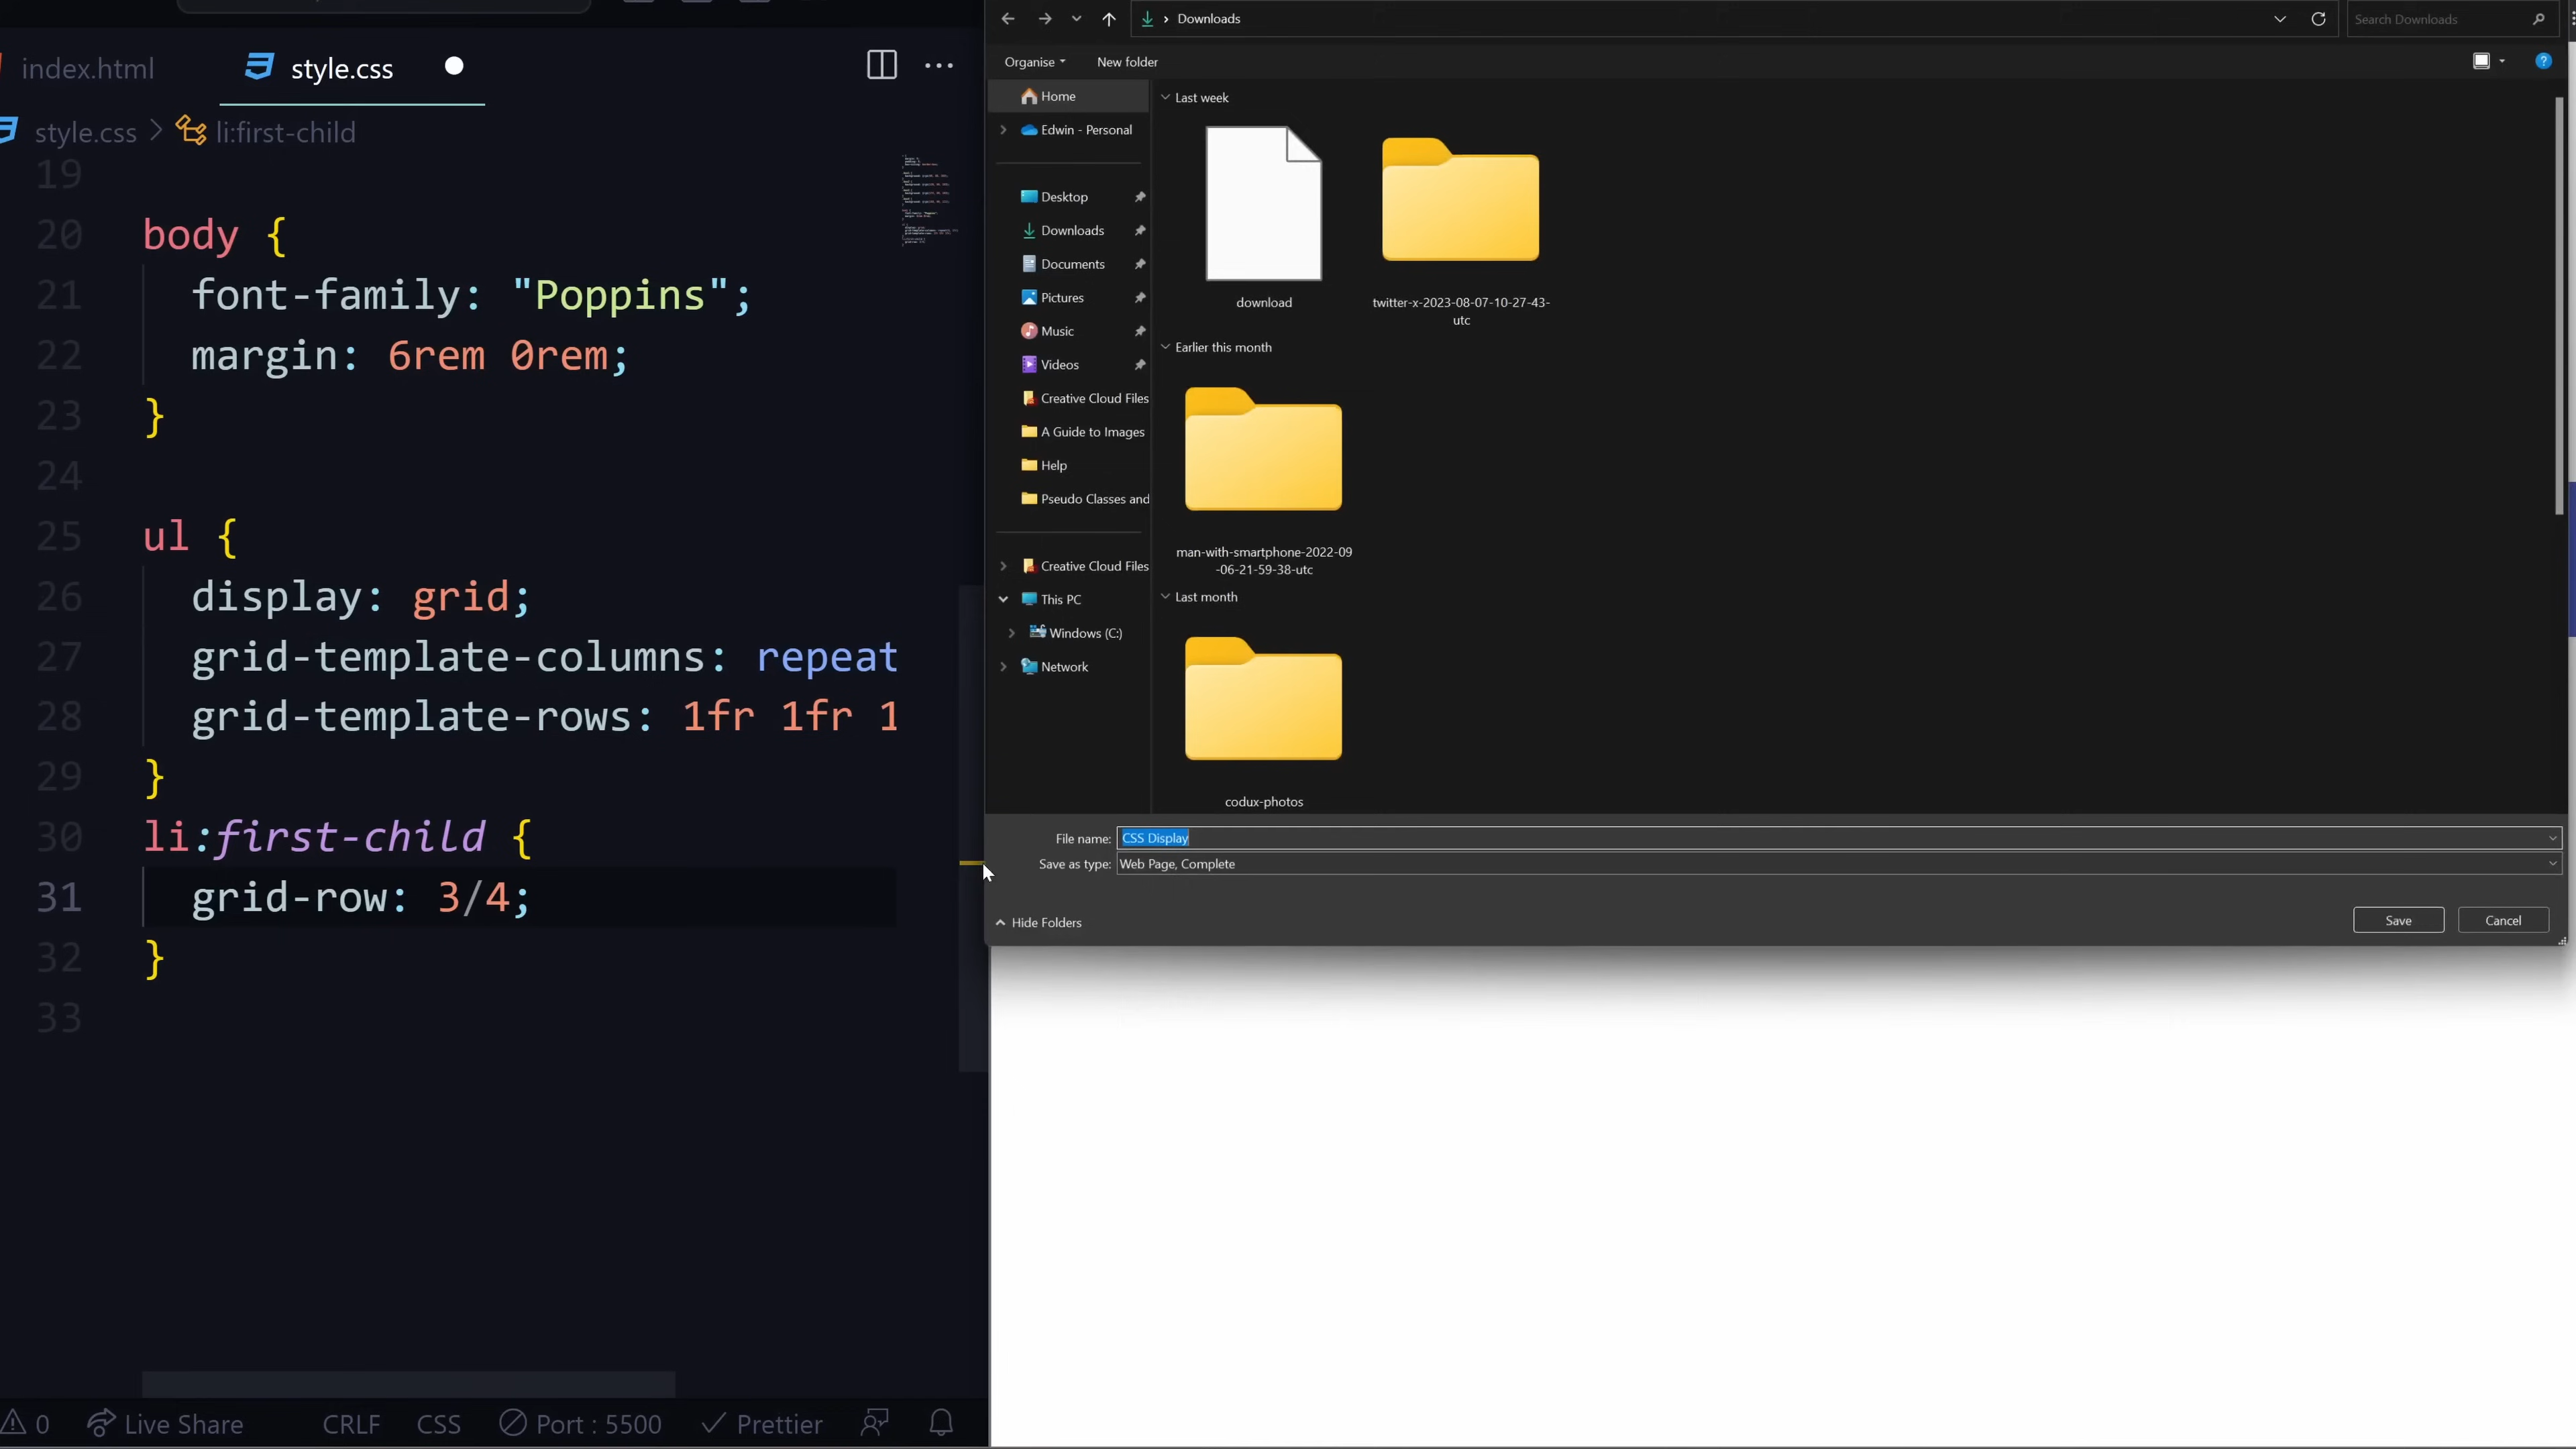 index.html
style.css
style.css > li:first-child
19
20 body {
21 font-family: "Poppins";
22 margin: 6rem 0rem;
23 }
24
25 ul {
26 display: grid;
27 grid-template-columns: repeat
28 grid-template-rows: 1fr 1fr 1
29 }
30 li:first-child {
31 grid-row: 3/4;
32 }
33
0 Live Share CRLF CSS Port : 5500 Prettier
Downloads
Search Downloads
Organise
New folder
Home
Edwin - Personal
Desktop
Downloads
Documents
Pictures
Music
Videos
Creative Cloud Files
A Guide to Images
Help
Pseudo Classes and
Creative Cloud Files
This PC
Windows (C:)
Network
Last week
download
twitter-x-2023-08-07-10-27-43-
utc
Earlier this month
man-with-smartphone-2022-09
-06-21-59-38-utc
Last month
codux-photos
File name: CSS Display
Save as type: Web Page, Complete
Hide Folders
Save
Cancel